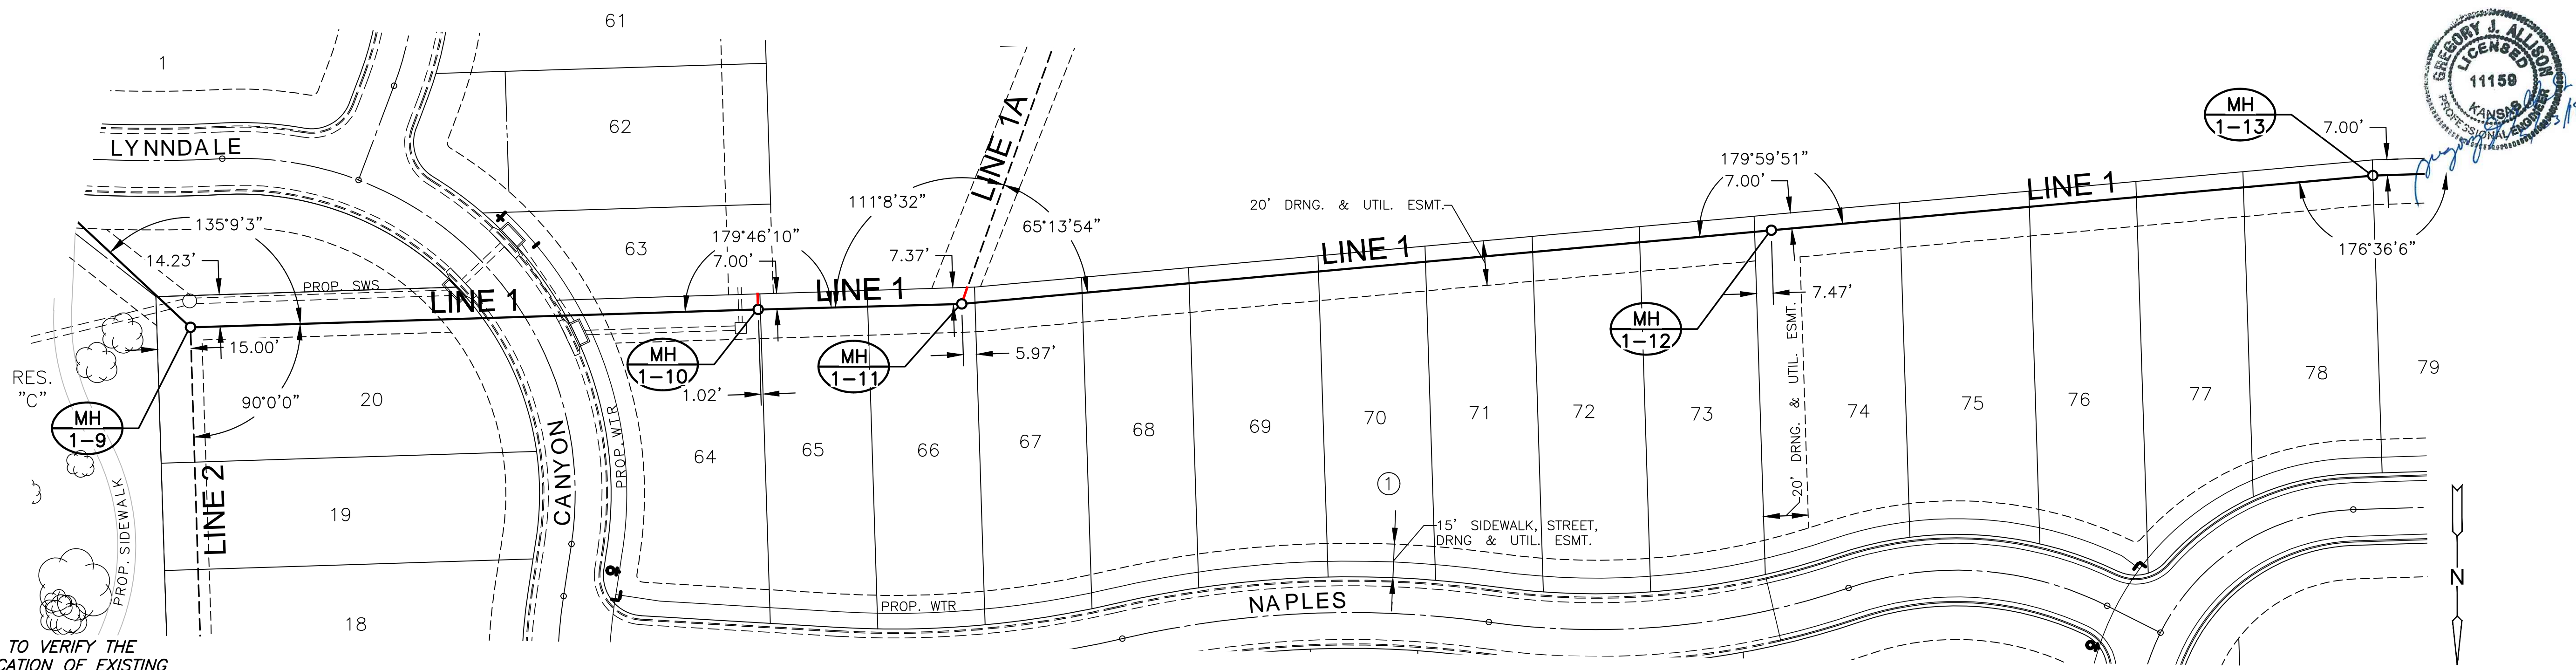 61
1
LYNNDALE
62
63
LINE 1A
GREGORY J. ALLISON
LICENSED
11159
KANSAS
PROFESSIONAL ENGINEER
MH
1-13
7.00'
176°36'6"
135°9'3"
14.23'
PROP. SWS
LINE 1
179°46'10"
7.00'
111°8'32"
LINE 1
7.37'
65°13'54"
20' DRNG. & UTIL. ESMT.
LINE 1
179°59'51"
7.00'
LINE 1
7.47'
MH
1-12
15.00'
RES.
"C"
MH
1-9
90°0'0"
20
LINE 2
19
18
PROP. SIDEWALK
CANYON
PROP. WTR
MH
1-10
1.02'
MH
1-11
5.97'
64
65
66
67
68
69
70
71
72
73
20' DRNG. & UTIL. ESMT.
74
75
76
77
78
79
1
15' SIDEWALK, STREET,
DRNG & UTIL. ESMT.
PROP. WTR
NAPLES
N
TO VERIFY THE
CATION OF EXISTING